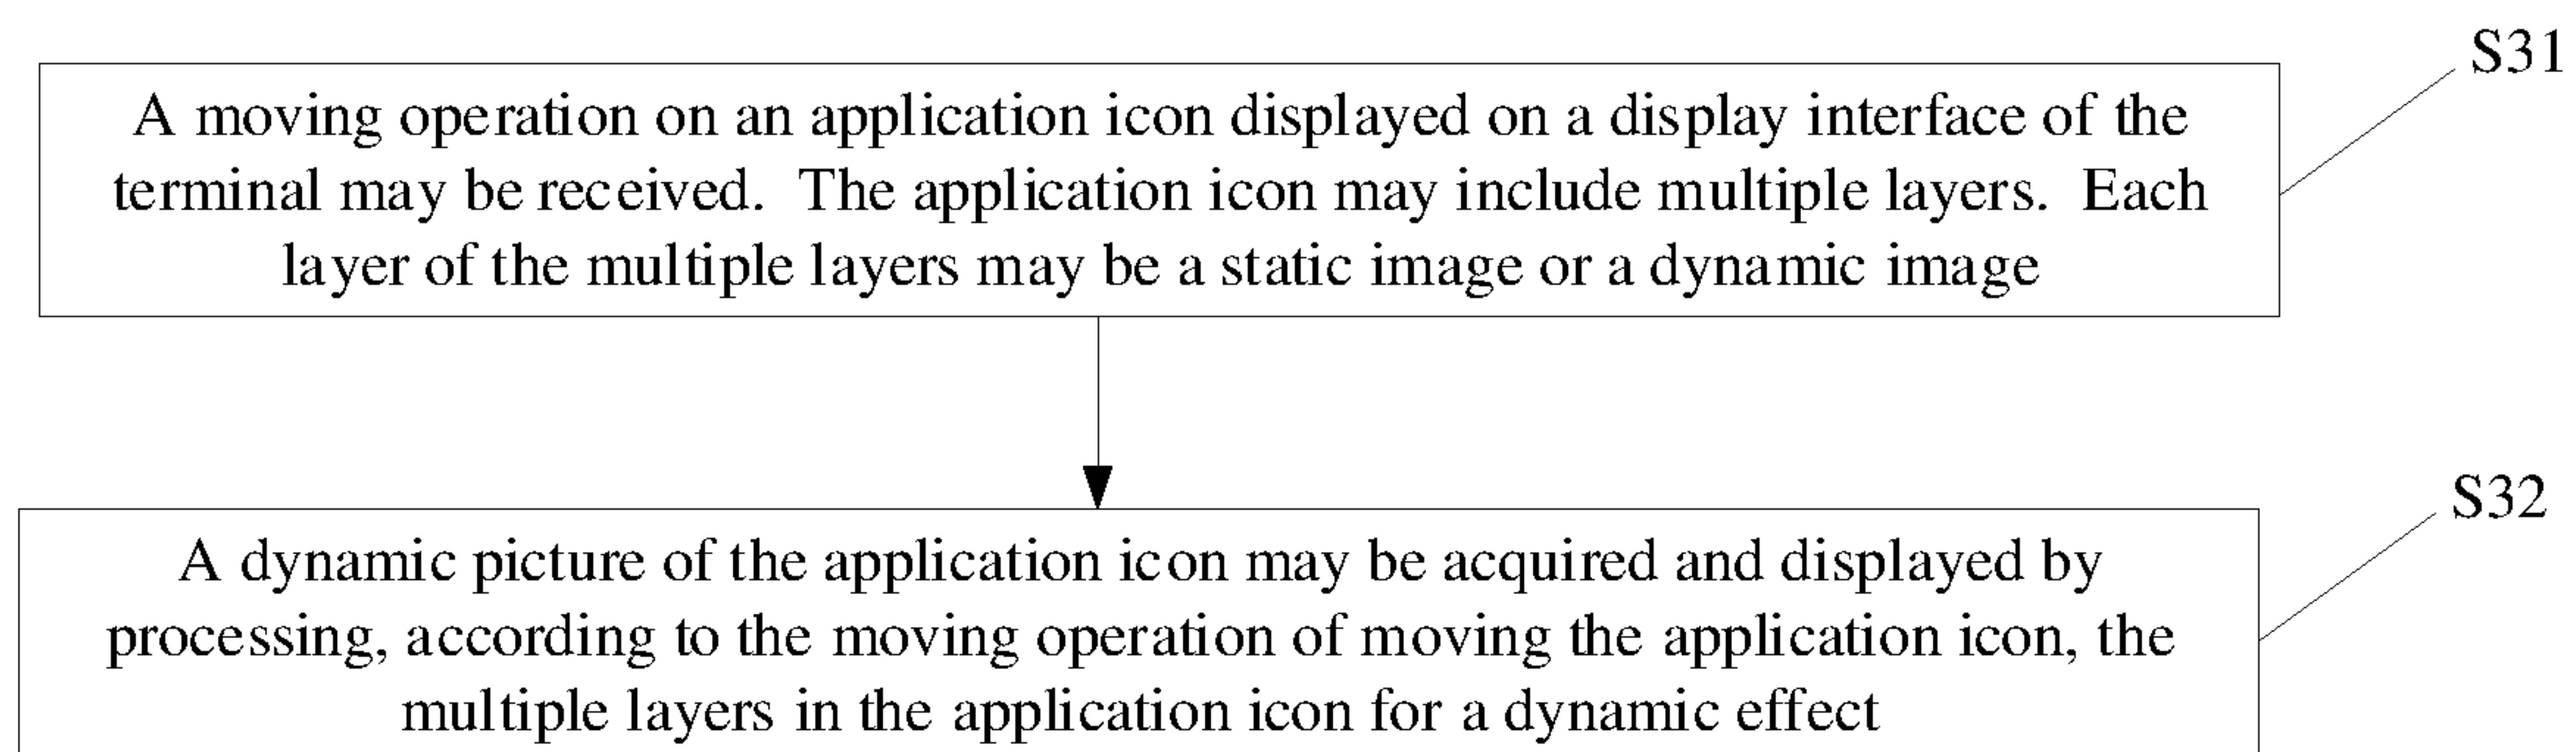 S31
A moving operation on an application icon displayed on a display interface of the
terminal may be received.  The application icon may include multiple layers.  Each
layer of the multiple layers may be a static image or a dynamic image
S32
A dynamic picture of the application icon may be acquired and displayed by
processing, according to the moving operation of moving the application icon, the
multiple layers in the application icon for a dynamic effect